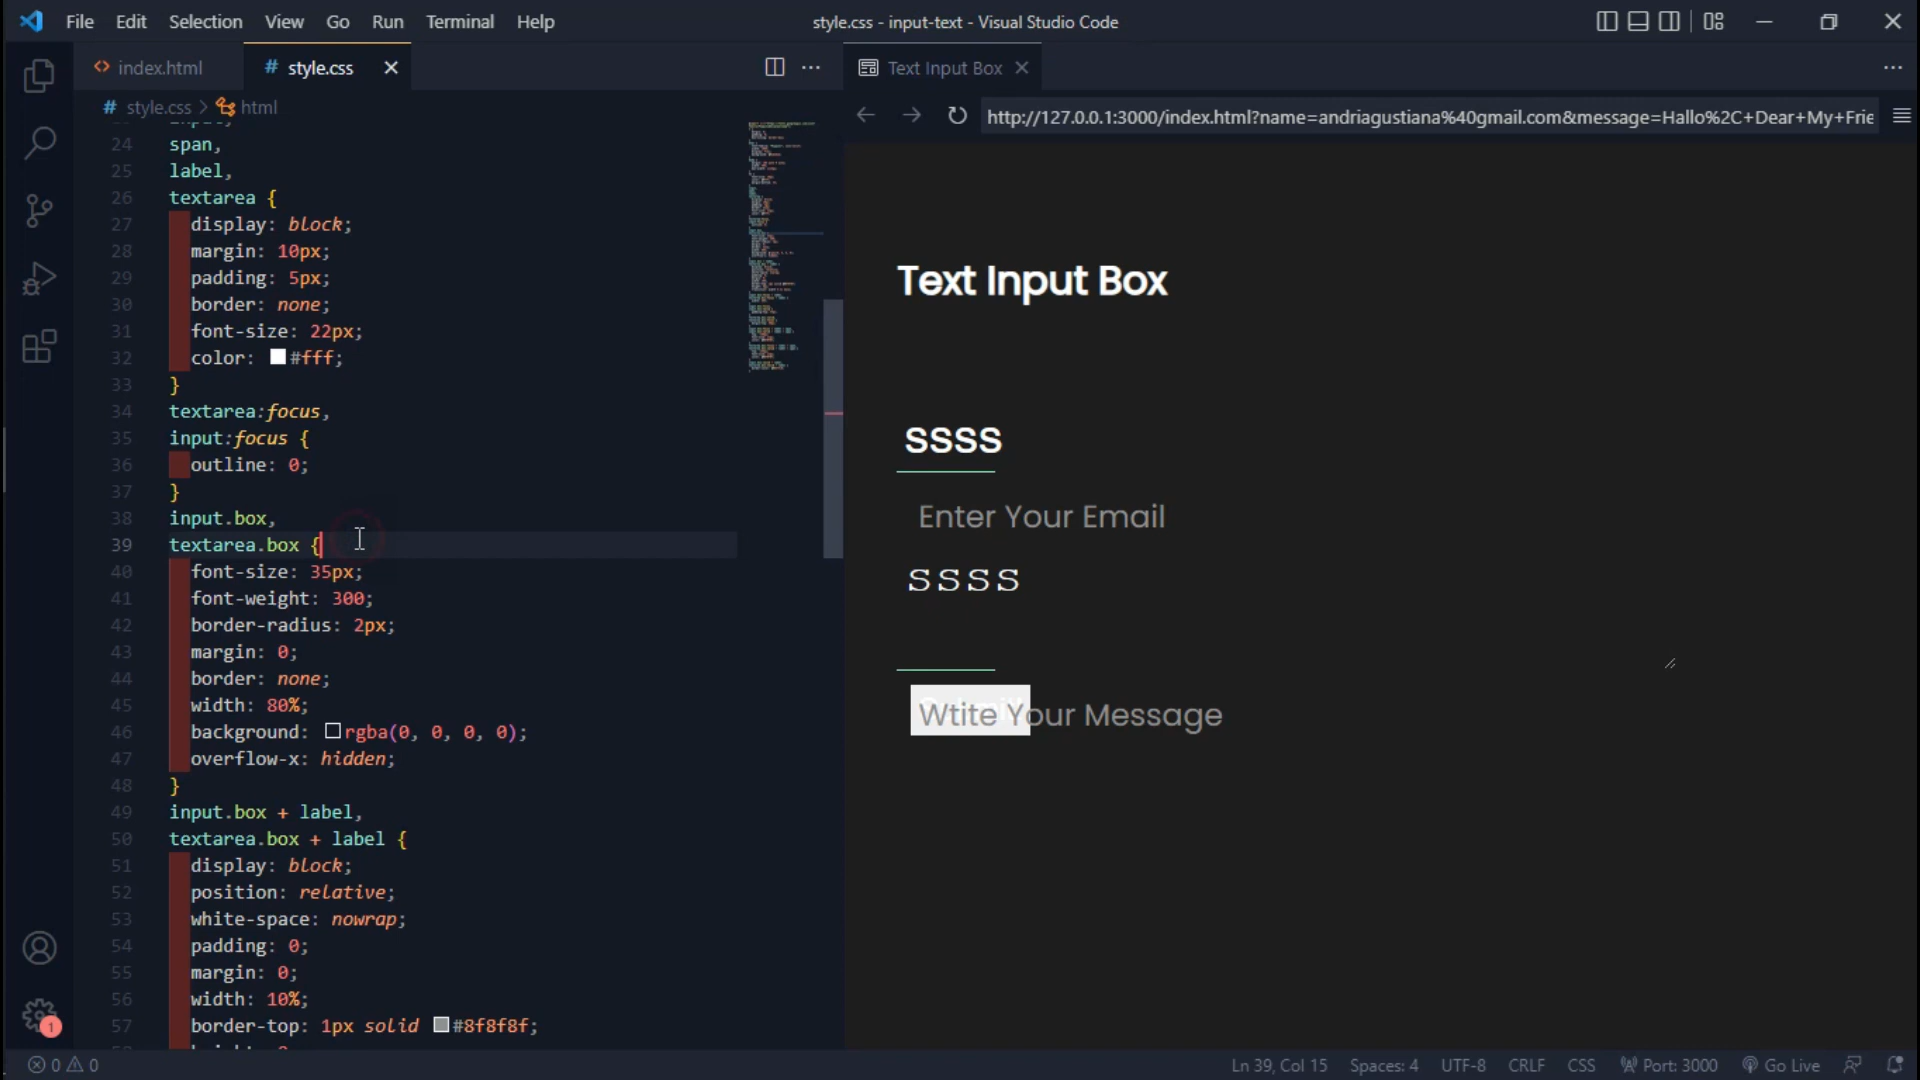 File Edit Selection View Go Run Terminal Help
style.css - input-text - Visual Studio Code
index.html
# style.css
Text Input Box
# style.css > html
http://127.0.0.1:3000/index.html?name=andriagustiana%40gmail.com&message=Hallo%2C+Dear+My+Frie
24 span,
25 label,
26 textarea {
27 display: block;
28 margin: 10px;
29 padding: 5px;
30 border: none;
31 font-size: 22px;
32 color: #fff;
33 }
34 textarea:focus,
35 input:focus {
36 outline: 0;
37 }
38 input.box,
39 textarea.box {
40 font-size: 35px;
41 font-weight: 300;
42 border-radius: 2px;
43 margin: 0;
44 border: none;
45 width: 80%;
46 background: rgba(0, 0, 0, 0);
47 overflow-x: hidden;
48 }
49 input.box + label,
50 textarea.box + label {
51 display: block;
52 position: relative;
53 white-space: nowrap;
54 padding: 0;
55 margin: 0;
56 width: 10%;
57 border-top: 1px solid #8f8f8f;
Text Input Box
ssss
Enter Your Email
ssss
Wtite Your Message
1
0 0
Ln 39, Col 15
Spaces: 4
UTF-8
CRLF
CSS
Port: 3000
Go Live